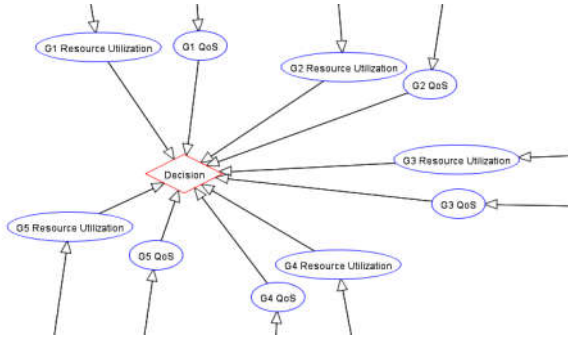 G1 Resource Utilization
G1 QoS
G2 Resource Utilization
G2 QoS
G3 Resource Utilization
Decision
G3 QoS
G5 Resource Utilization
G5 QoS
G4 Resource Utilization
G4 QoS